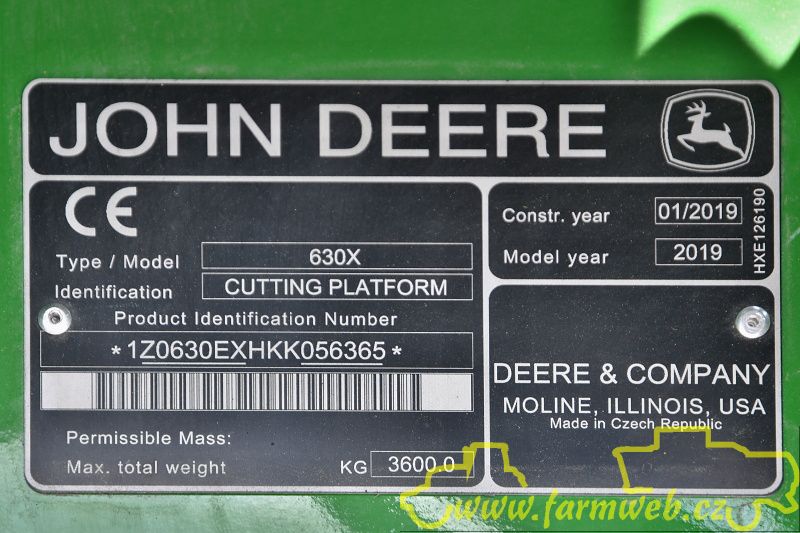 JOHN DEERE
CE
Type / Model 630X
Identification CUTTING PLATFORM
Product Identification Number
*1Z0630EXHKK056365*
Permissible Mass:
Max. total weight KG 3600.0
Constr. year 01/2019
Model year 2019
HXE126190
DEERE & COMPANY
MOLINE, ILLINOIS, USA
Made in Czech Republic
www.farmweb.cz